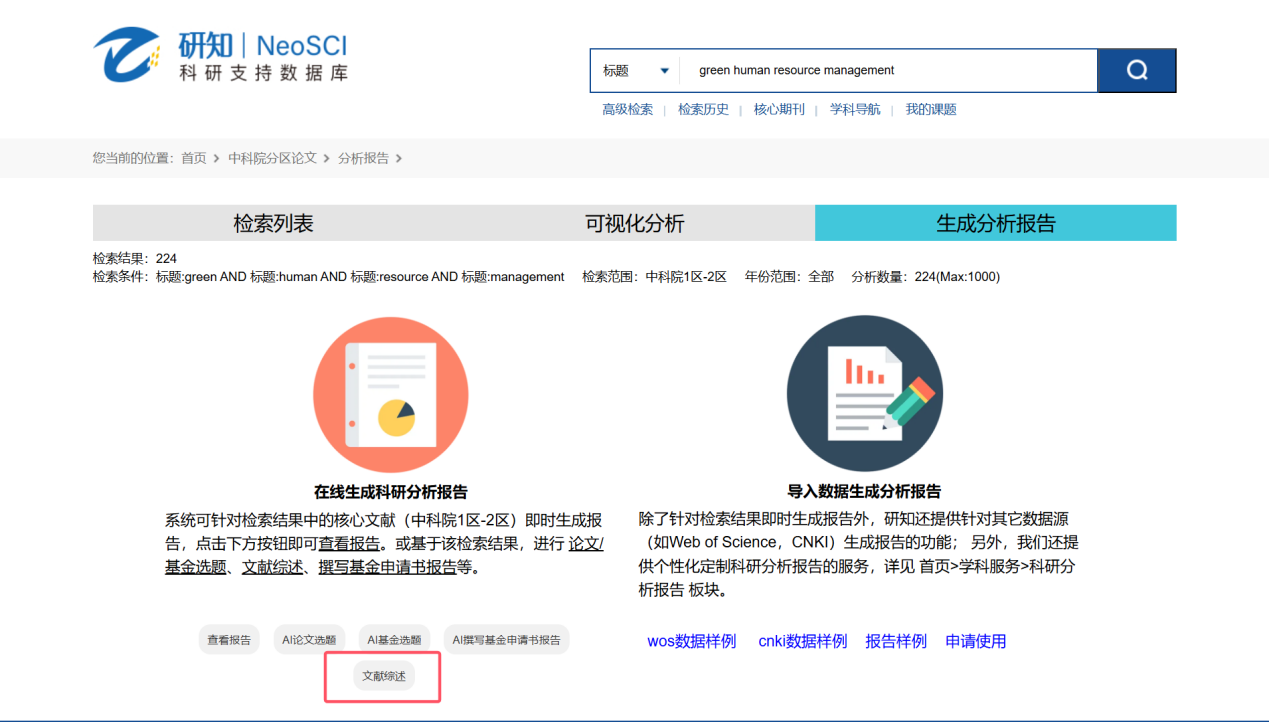 研知 | NeoSCI
科研支持数据库
标题 green human resource management
高级检索 | 检索历史 | 核心期刊 | 学科导航 | 我的课题
您当前的位置：首页 > 中科院分区论文 > 分析报告 >
检索列表 可视化分析 生成分析报告
检索结果：224
检索条件：标题:green AND 标题:human AND 标题:resource AND 标题:management 检索范围：中科院1区-2区 年份范围：全部 分析数量：224(Max:1000)
在线生成科研分析报告
系统可针对检索结果中的核心文献（中科院1区-2区）即时生成报
告，点击下方按钮即可查看报告。或基于该检索结果，进行 论文/
基金选题、文献综述、撰写基金申请书报告等。
查看报告 AI论文选题 AI基金选题 AI撰写基金申请书报告
文献综述
导入数据生成分析报告
除了针对检索结果即时生成报告外，研知还提供针对其它数据源
（如Web of Science，CNKI）生成报告的功能； 另外，我们还提
供个性化定制科研分析报告的服务，详见 首页>学科服务>科研分
析报告 板块。
wos数据样例 cnki数据样例 报告样例 申请使用